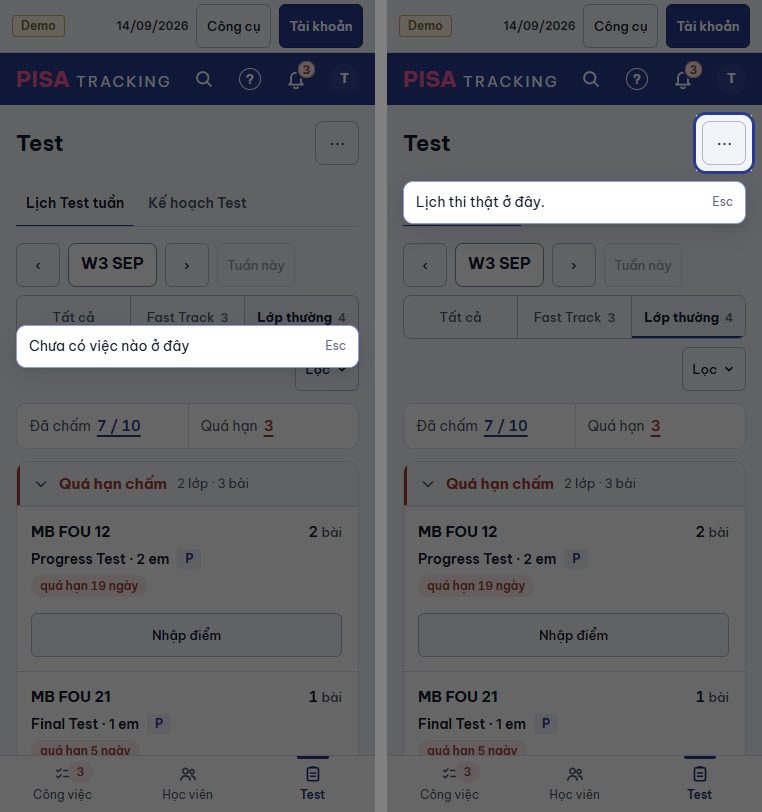 Demo 14/09/2026 Công cụ Tài khoản
PISA TRACKING ? 3 T
Test ...
Lịch Test tuần Kế hoạch Test
‹ W3 SEP › Tuần này
Tất cả Fast Track 3 Lớp thường 4
Chưa có việc nào ở đây Esc
Lọc
Đã chấm 7 / 10 Quá hạn 3
Quá hạn chấm 2 lớp · 3 bài
MB FOU 12 2 bài
Progress Test · 2 em P
quá hạn 19 ngày
Nhập điểm
MB FOU 21 1 bài
Final Test · 1 em P
quá hạn 5 ngày
3
Công việc Học viên Test
Demo 14/09/2026 Công cụ Tài khoản
PISA TRACKING ? 3 T
Test ...
Lịch thi thật ở đây. Esc
‹ W3 SEP › Tuần này
Tất cả Fast Track 3 Lớp thường 4
Lọc
Đã chấm 7 / 10 Quá hạn 3
Quá hạn chấm 2 lớp · 3 bài
MB FOU 12 2 bài
Progress Test · 2 em P
quá hạn 19 ngày
Nhập điểm
MB FOU 21 1 bài
Final Test · 1 em P
quá hạn 5 ngày
3
Công việc Học viên Test